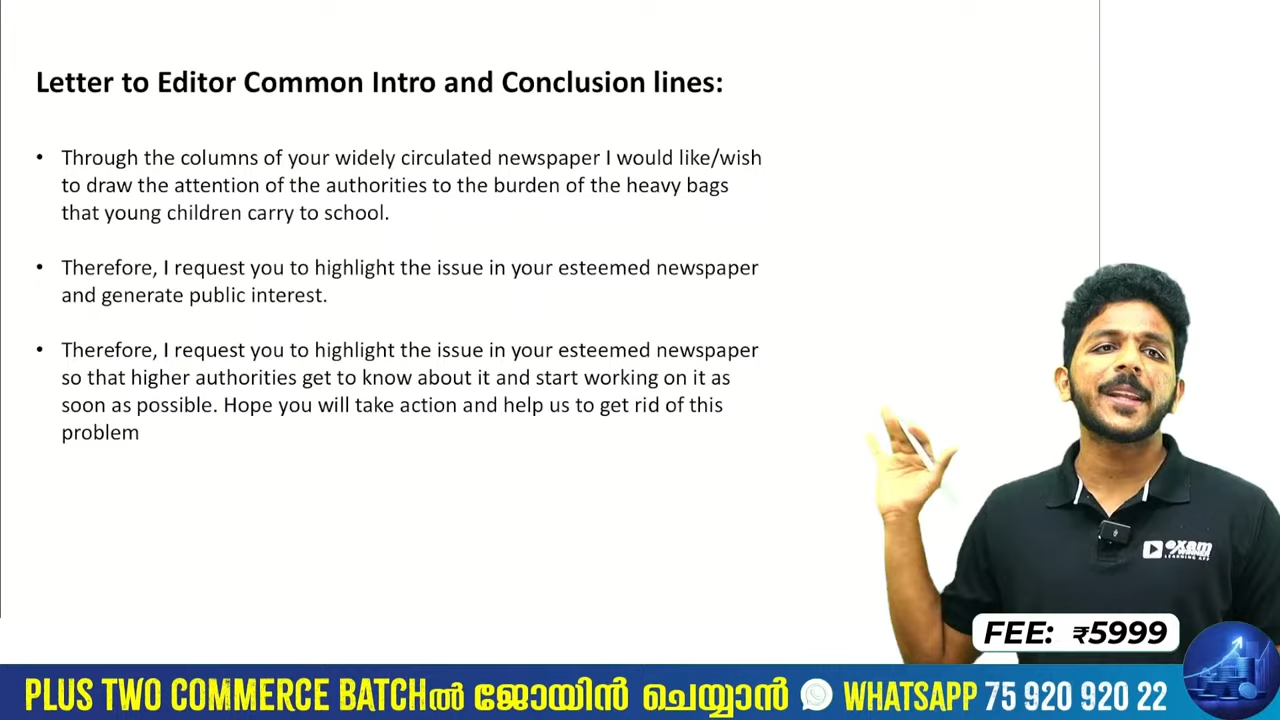 Letter to Editor Common Intro and Conclusion lines:
• Through the columns of your widely circulated newspaper I would like/wish
to draw the attention of the authorities to the burden of the heavy bags
that young children carry to school.
• Therefore, I request you to highlight the issue in your esteemed newspaper
and generate public interest.
• Therefore, I request you to highlight the issue in your esteemed newspaper
so that higher authorities get to know about it and start working on it as
soon as possible. Hope you will take action and help us to get rid of this
problem
exam
LEARNING APP
FEE: ₹5999
PLUS TWO COMMERCE BATCHൽ ജോയിൻ ചെയ്യാൻ WHATSAPP 75 920 920 22